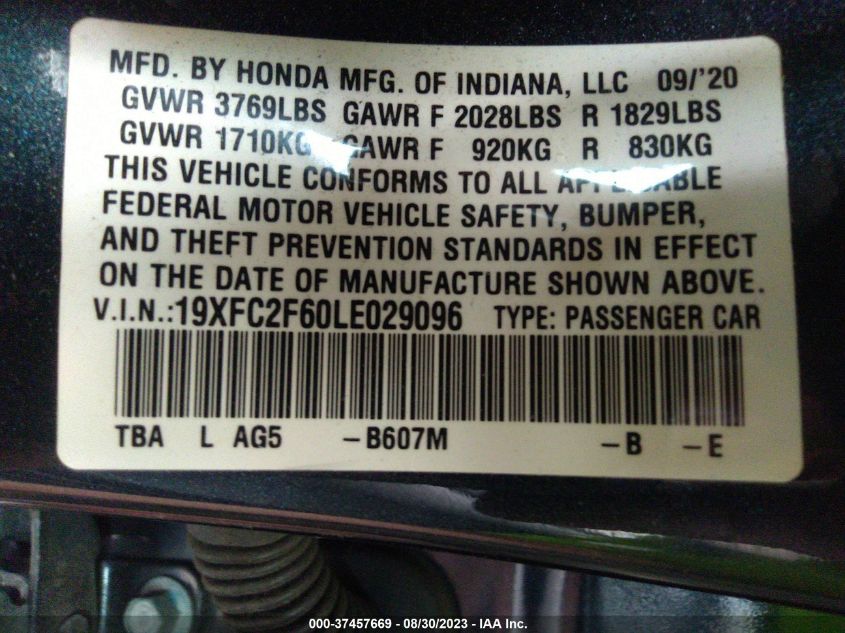 MFD. BY HONDA MFG. OF INDIANA, LLC 09/'20
GVWR 3769LBS GAWR F 2028LBS R 1829LBS
GVWR 1710KG GAWR F 920KG R 830KG
THIS VEHICLE CONFORMS TO ALL APPLICABLE
FEDERAL MOTOR VEHICLE SAFETY, BUMPER,
AND THEFT PREVENTION STANDARDS IN EFFECT
ON THE DATE OF MANUFACTURE SHOWN ABOVE.
V.I.N.:19XFC2F60LE029096 TYPE: PASSENGER CAR
TBA L AG5 -B607M -B -E
000-37457669 - 08/30/2023 - IAA Inc.